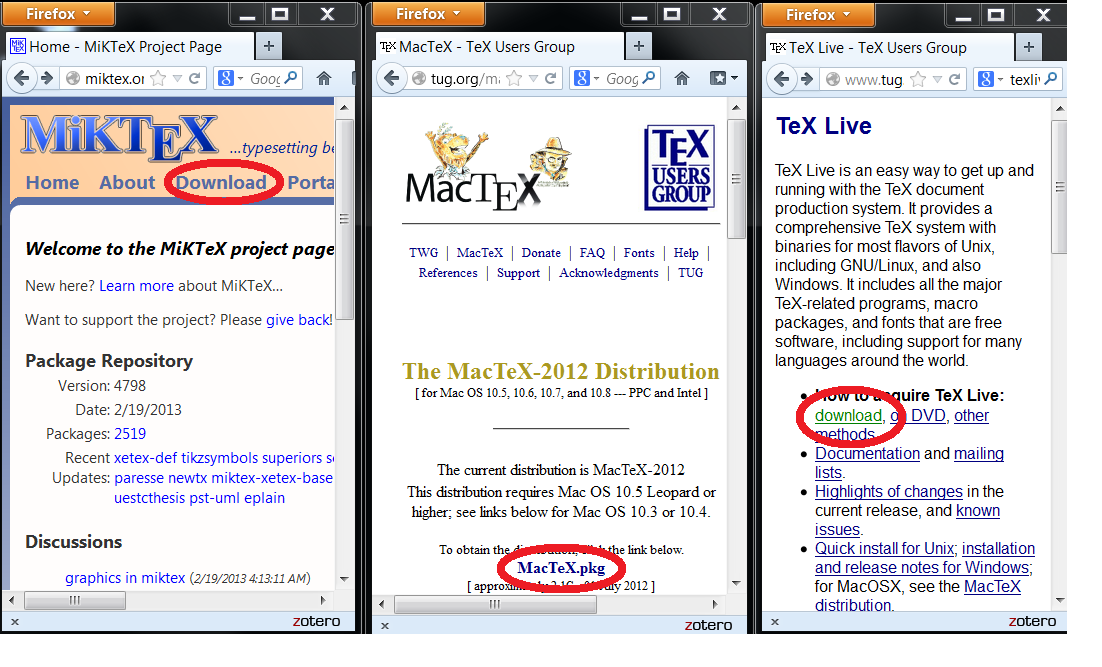 Firefox
Home - MiKTeX Project Page
miktex.or
Goog
MiKTeX
...typesetting be
Home About Download Porta
Welcome to the MiKTeX project page
New here? Learn more about MiKTeX...
Want to support the project? Please give back!
Package Repository
Version: 4798
Date: 2/19/2013
Packages: 2519
Recent xetex-def tikzsymbols superiors se
Updates: paresse newtx miktex-xetex-base
uestcthesis pst-uml eplain
Discussions
graphics in miktex (2/19/2013 4:13:11 AM)
x zotero
Firefox
MacTeX - TeX Users Group
tug.org/ma
Goog
MacTeX
TEX
USERS
GROUP
TWG | MacTeX | Donate | FAQ | Fonts | Help |
References | Support | Acknowledgments | TUG
The MacTeX-2012 Distribution
[ for Mac OS 10.5, 10.6, 10.7, and 10.8 --- PPC and Intel ]
The current distribution is MacTeX-2012
This distribution requires Mac OS 10.5 Leopard or
higher; see links below for Mac OS 10.3 or 10.4.
To obtain the distribution, click the link below.
MacTeX.pkg
[ approximately 2.1G - 01 July 2012 ]
x zotero
Firefox
TeX Live - TeX Users Group
www.tug
texliv
TeX Live
TeX Live is an easy way to get up and
running with the TeX document
production system. It provides a
comprehensive TeX system with
binaries for most flavors of Unix,
including GNU/Linux, and also
Windows. It includes all the major
TeX-related programs, macro
packages, and fonts that are free
software, including support for many
languages around the world.
• How to acquire TeX Live:
download, on DVD, other
methods.
• Documentation and mailing
lists.
• Highlights of changes in the
current release, and known
issues.
• Quick install for Unix; installation
and release notes for Windows;
for MacOSX, see the MacTeX
distribution.
x zotero